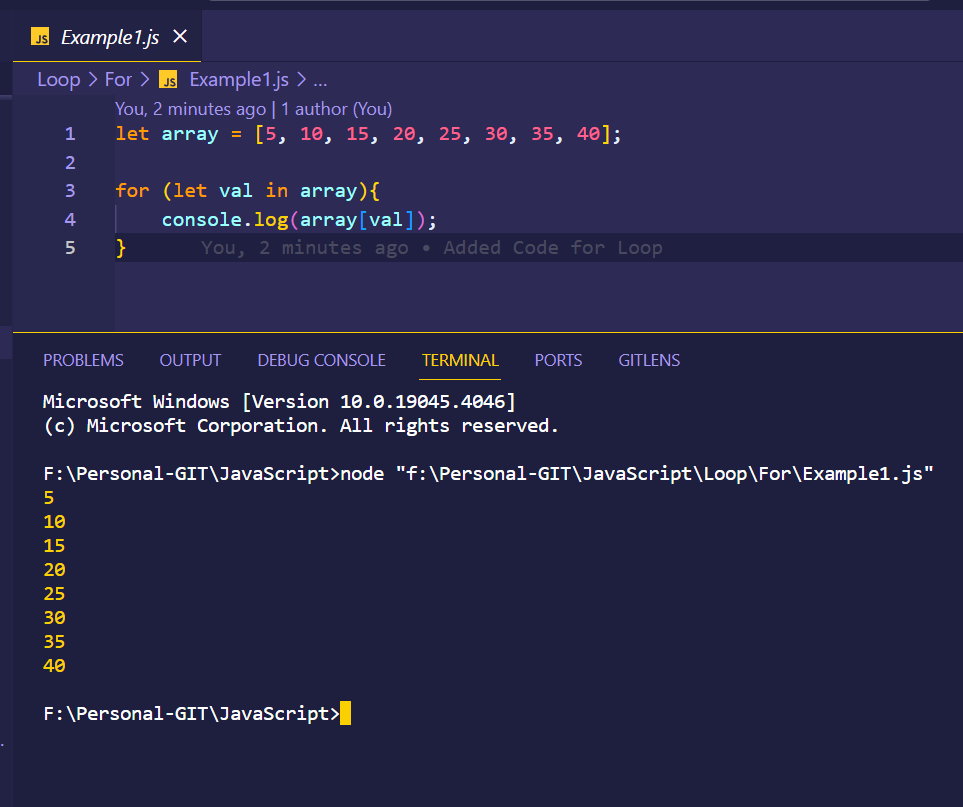 JS Example1.js ×
Loop > For > JS Example1.js > ...
You, 2 minutes ago | 1 author (You)
1 let array = [5, 10, 15, 20, 25, 30, 35, 40];
2
3 for (let val in array){
4 console.log(array[val]);
5 } You, 2 minutes ago • Added Code for Loop
PROBLEMS OUTPUT DEBUG CONSOLE TERMINAL PORTS GITLENS
Microsoft Windows [Version 10.0.19045.4046]
(c) Microsoft Corporation. All rights reserved.
F:\Personal-GIT\JavaScript>node "f:\Personal-GIT\JavaScript\Loop\For\Example1.js"
5
10
15
20
25
30
35
40
F:\Personal-GIT\JavaScript>